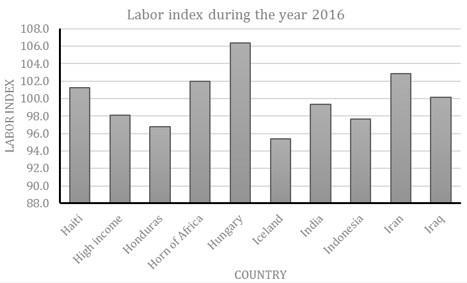 Labor index during the year 2016
LABOR INDEX
108.0
106.0
104.0
102.0
100.0
98.0
96.0
94.0
92.0
90.0
88.0
Haiti
High income
Honduras
Horn of Africa
Hungary
Iceland
India
Indonesia
Iran
Iraq
COUNTRY